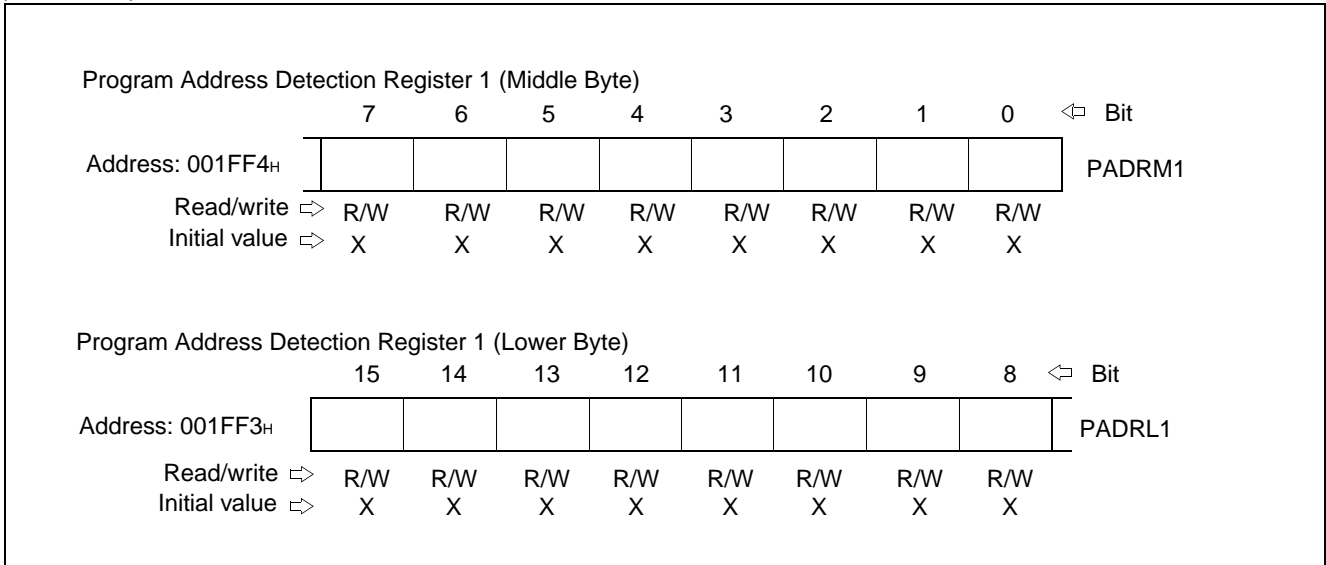 Program Address Detection Register 1 (Middle Byte)
7 6 5 4 3 2 1 0 ⇦ Bit
Address: 001FF4H PADRM1
Read/write ⇨ R/W R/W R/W R/W R/W R/W R/W R/W
Initial value ⇨ X X X X X X X X
Program Address Detection Register 1 (Lower Byte)
15 14 13 12 11 10 9 8 ⇦ Bit
Address: 001FF3H PADRL1
Read/write ⇨ R/W R/W R/W R/W R/W R/W R/W R/W
Initial value ⇨ X X X X X X X X